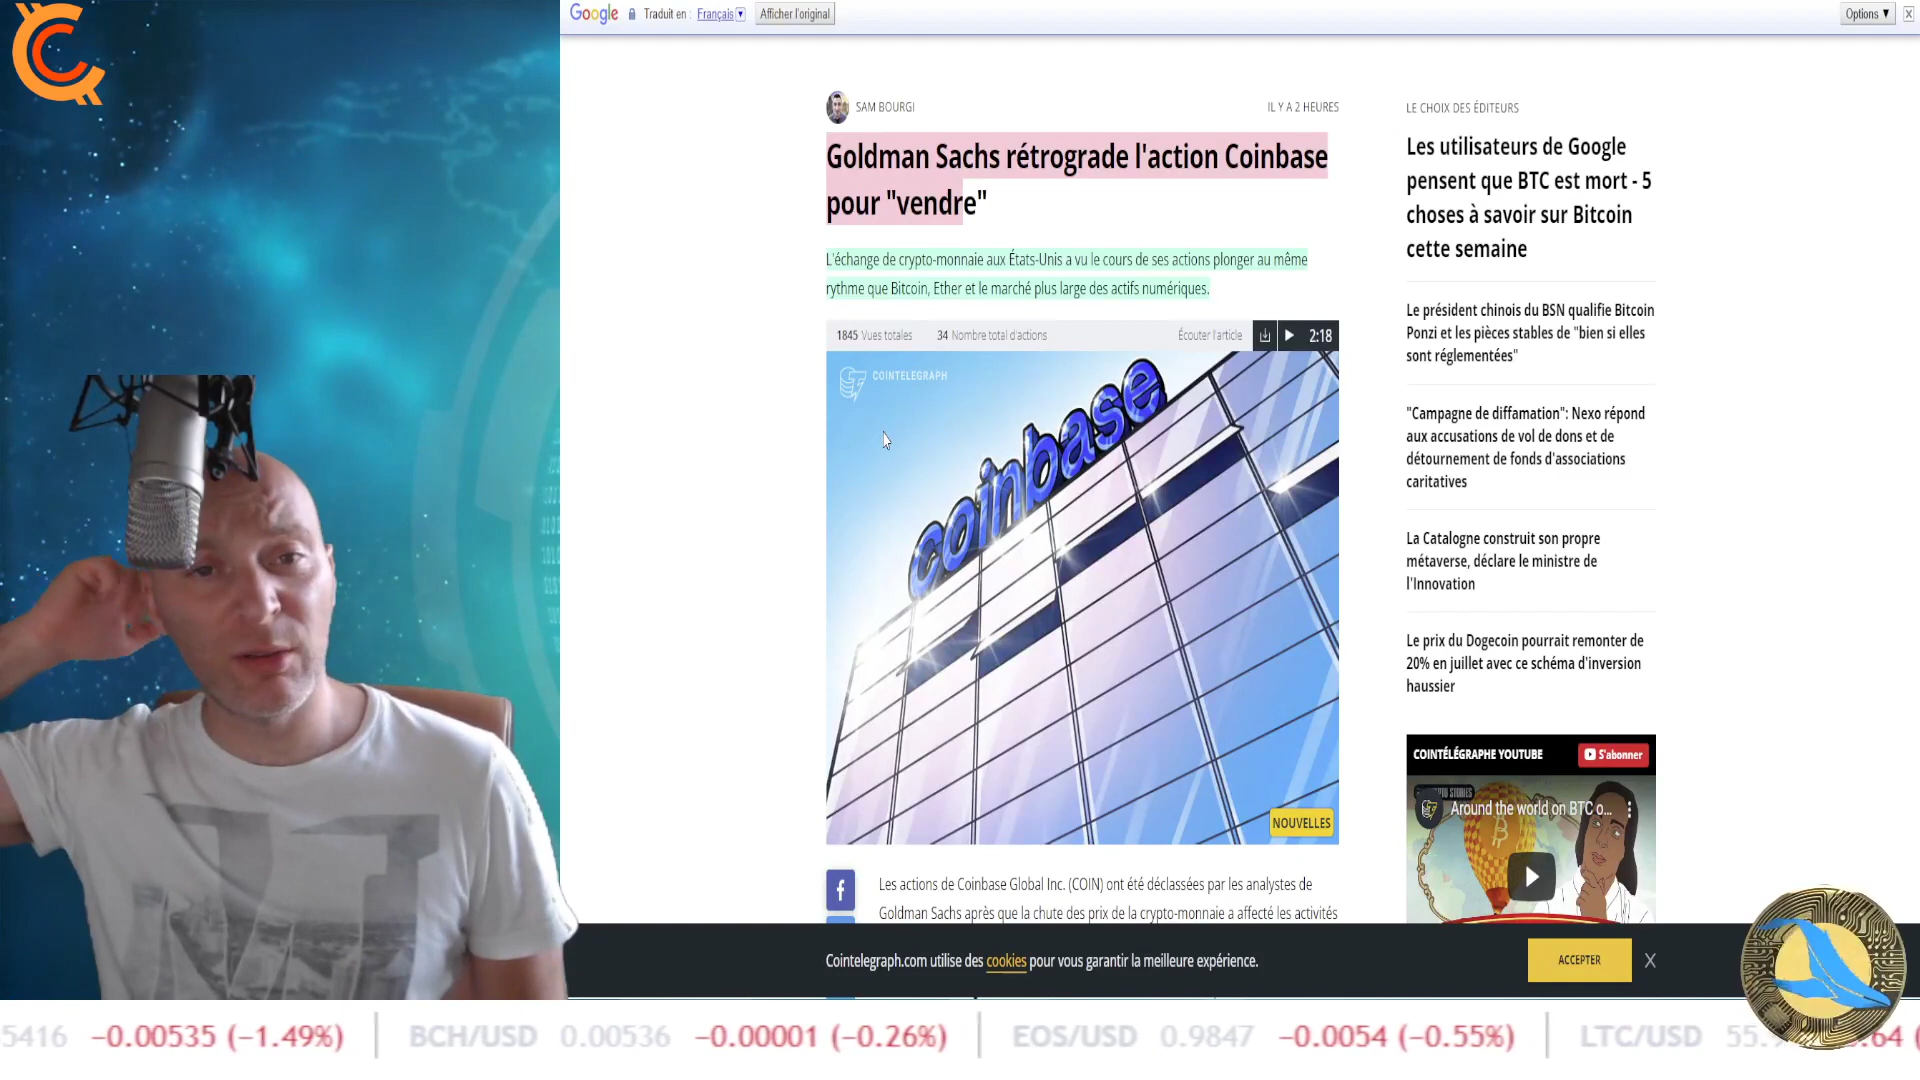 Google Traduit en : Français ▼ Afficher l'original Options ▼ X
SAM BOURGI
IL Y A 2 HEURES
Goldman Sachs rétrograde l'action Coinbase
pour "vendre"
L'échange de crypto-monnaie aux États-Unis a vu le cours de ses actions plonger au même
rythme que Bitcoin, Ether et le marché plus large des actifs numériques.
1845 Vues totales 34 Nombre total d'actions Écouter l'article 2:18
COINTELEGRAPH
coinbase
NOUVELLES
Les actions de Coinbase Global Inc. (COIN) ont été déclassées par les analystes de
Goldman Sachs après que la chute des prix de la crypto-monnaie a affecté les activités
LE CHOIX DES ÉDITEURS
Les utilisateurs de Google
pensent que BTC est mort - 5
choses à savoir sur Bitcoin
cette semaine
Le président chinois du BSN qualifie Bitcoin
Ponzi et les pièces stables de "bien si elles
sont réglementées"
"Campagne de diffamation": Nexo répond
aux accusations de vol de dons et de
détournement de fonds d'associations
caritatives
La Catalogne construit son propre
métaverse, déclare le ministre de
l'Innovation
Le prix du Dogecoin pourrait remonter de
20% en juillet avec ce schéma d'inversion
haussier
COINTÉLÉGRAPHE YOUTUBE S'abonner
Around the world on BTC o...
Cointelegraph.com utilise des cookies pour vous garantir la meilleure expérience.
ACCEPTER X
5416 −0.00535 (−1.49%) BCH/USD 0.00536 −0.00001 (−0.26%) EOS/USD 0.9847 −0.0054 (−0.55%) LTC/USD 55.